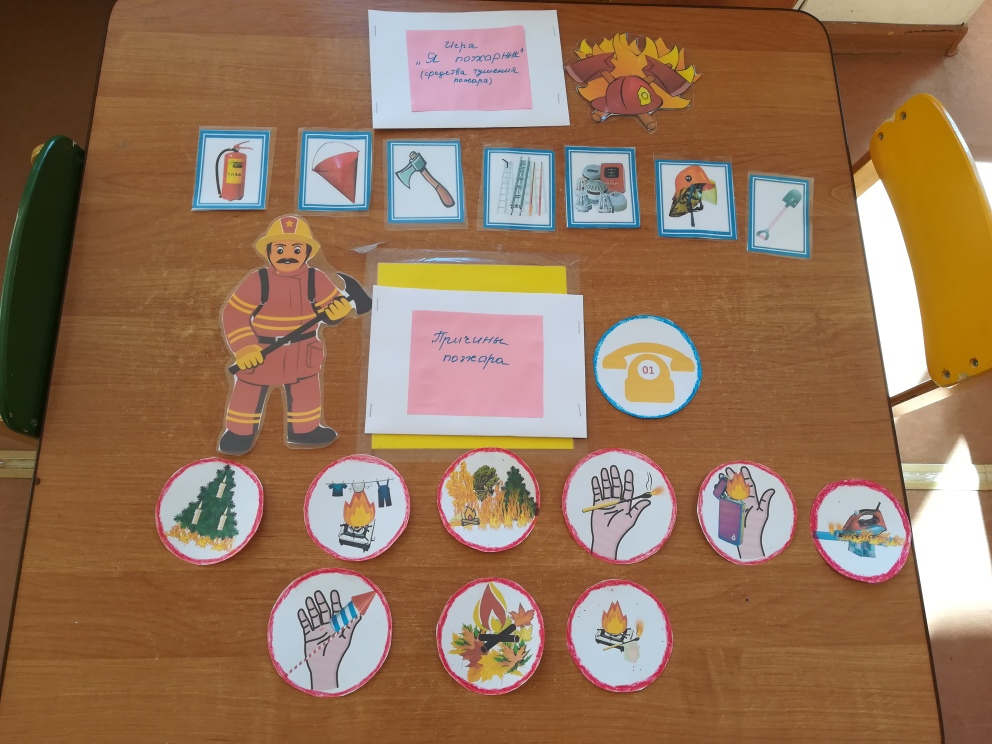 Игра
„Я пожарник"
(средства тушения
пожара)
Причины
пожара
01